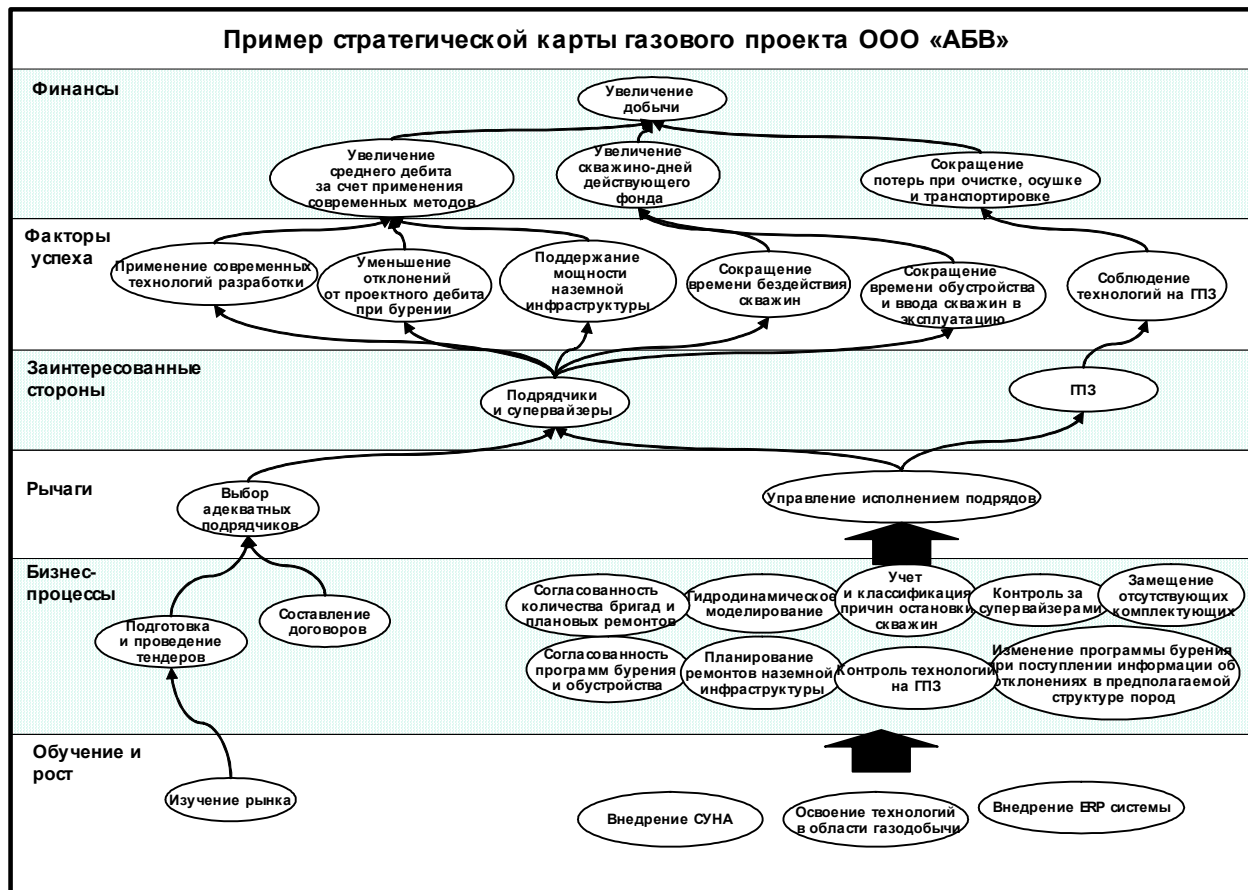 Пример стратегической карты газового проекта ООО «АБВ»
Финансы
Увеличение
добычи
Увеличение
среднего дебита
за счет применения
современных методов
Увеличение
скважино-дней
действующего
фонда
Сокращение
потерь при очистке, осушке
и транспортировке
Факторы
успеха
Применение современных
технологий разработки
Уменьшение
отклонений
от проектного дебита
при бурении
Поддержание
мощности
наземной
инфраструктуры
Сокращение
времени бездействия
скважин
Сокращение
времени обустройства
и ввода скважин в
эксплуатацию
Соблюдение
технологий на ГПЗ
Заинтересованные
стороны
Подрядчики
и супервайзеры
ГПЗ
Рычаги
Выбор
адекватных
подрядчиков
Управление исполнением подрядов
Бизнес-
процессы
Подготовка
и проведение
тендеров
Составление
договоров
Согласованность
количества бригад и
плановых ремонтов
Гидродинамическое
моделирование
Учет
и классификация
причин остановки
скважин
Контроль за
супервайзерами
Замещение
отсутствующих
комплектующих
Согласованность
программ бурения
и обустройства
Планирование
ремонтов наземной
инфраструктуры
Контроль технологий
на ГПЗ
Изменение программы бурения
при поступлении информации об
отклонениях в предполагаемой
структуре пород
Обучение и
рост
Изучение рынка
Внедрение СУНА
Освоение технологий
в области газодобычи
Внедрение ERP системы